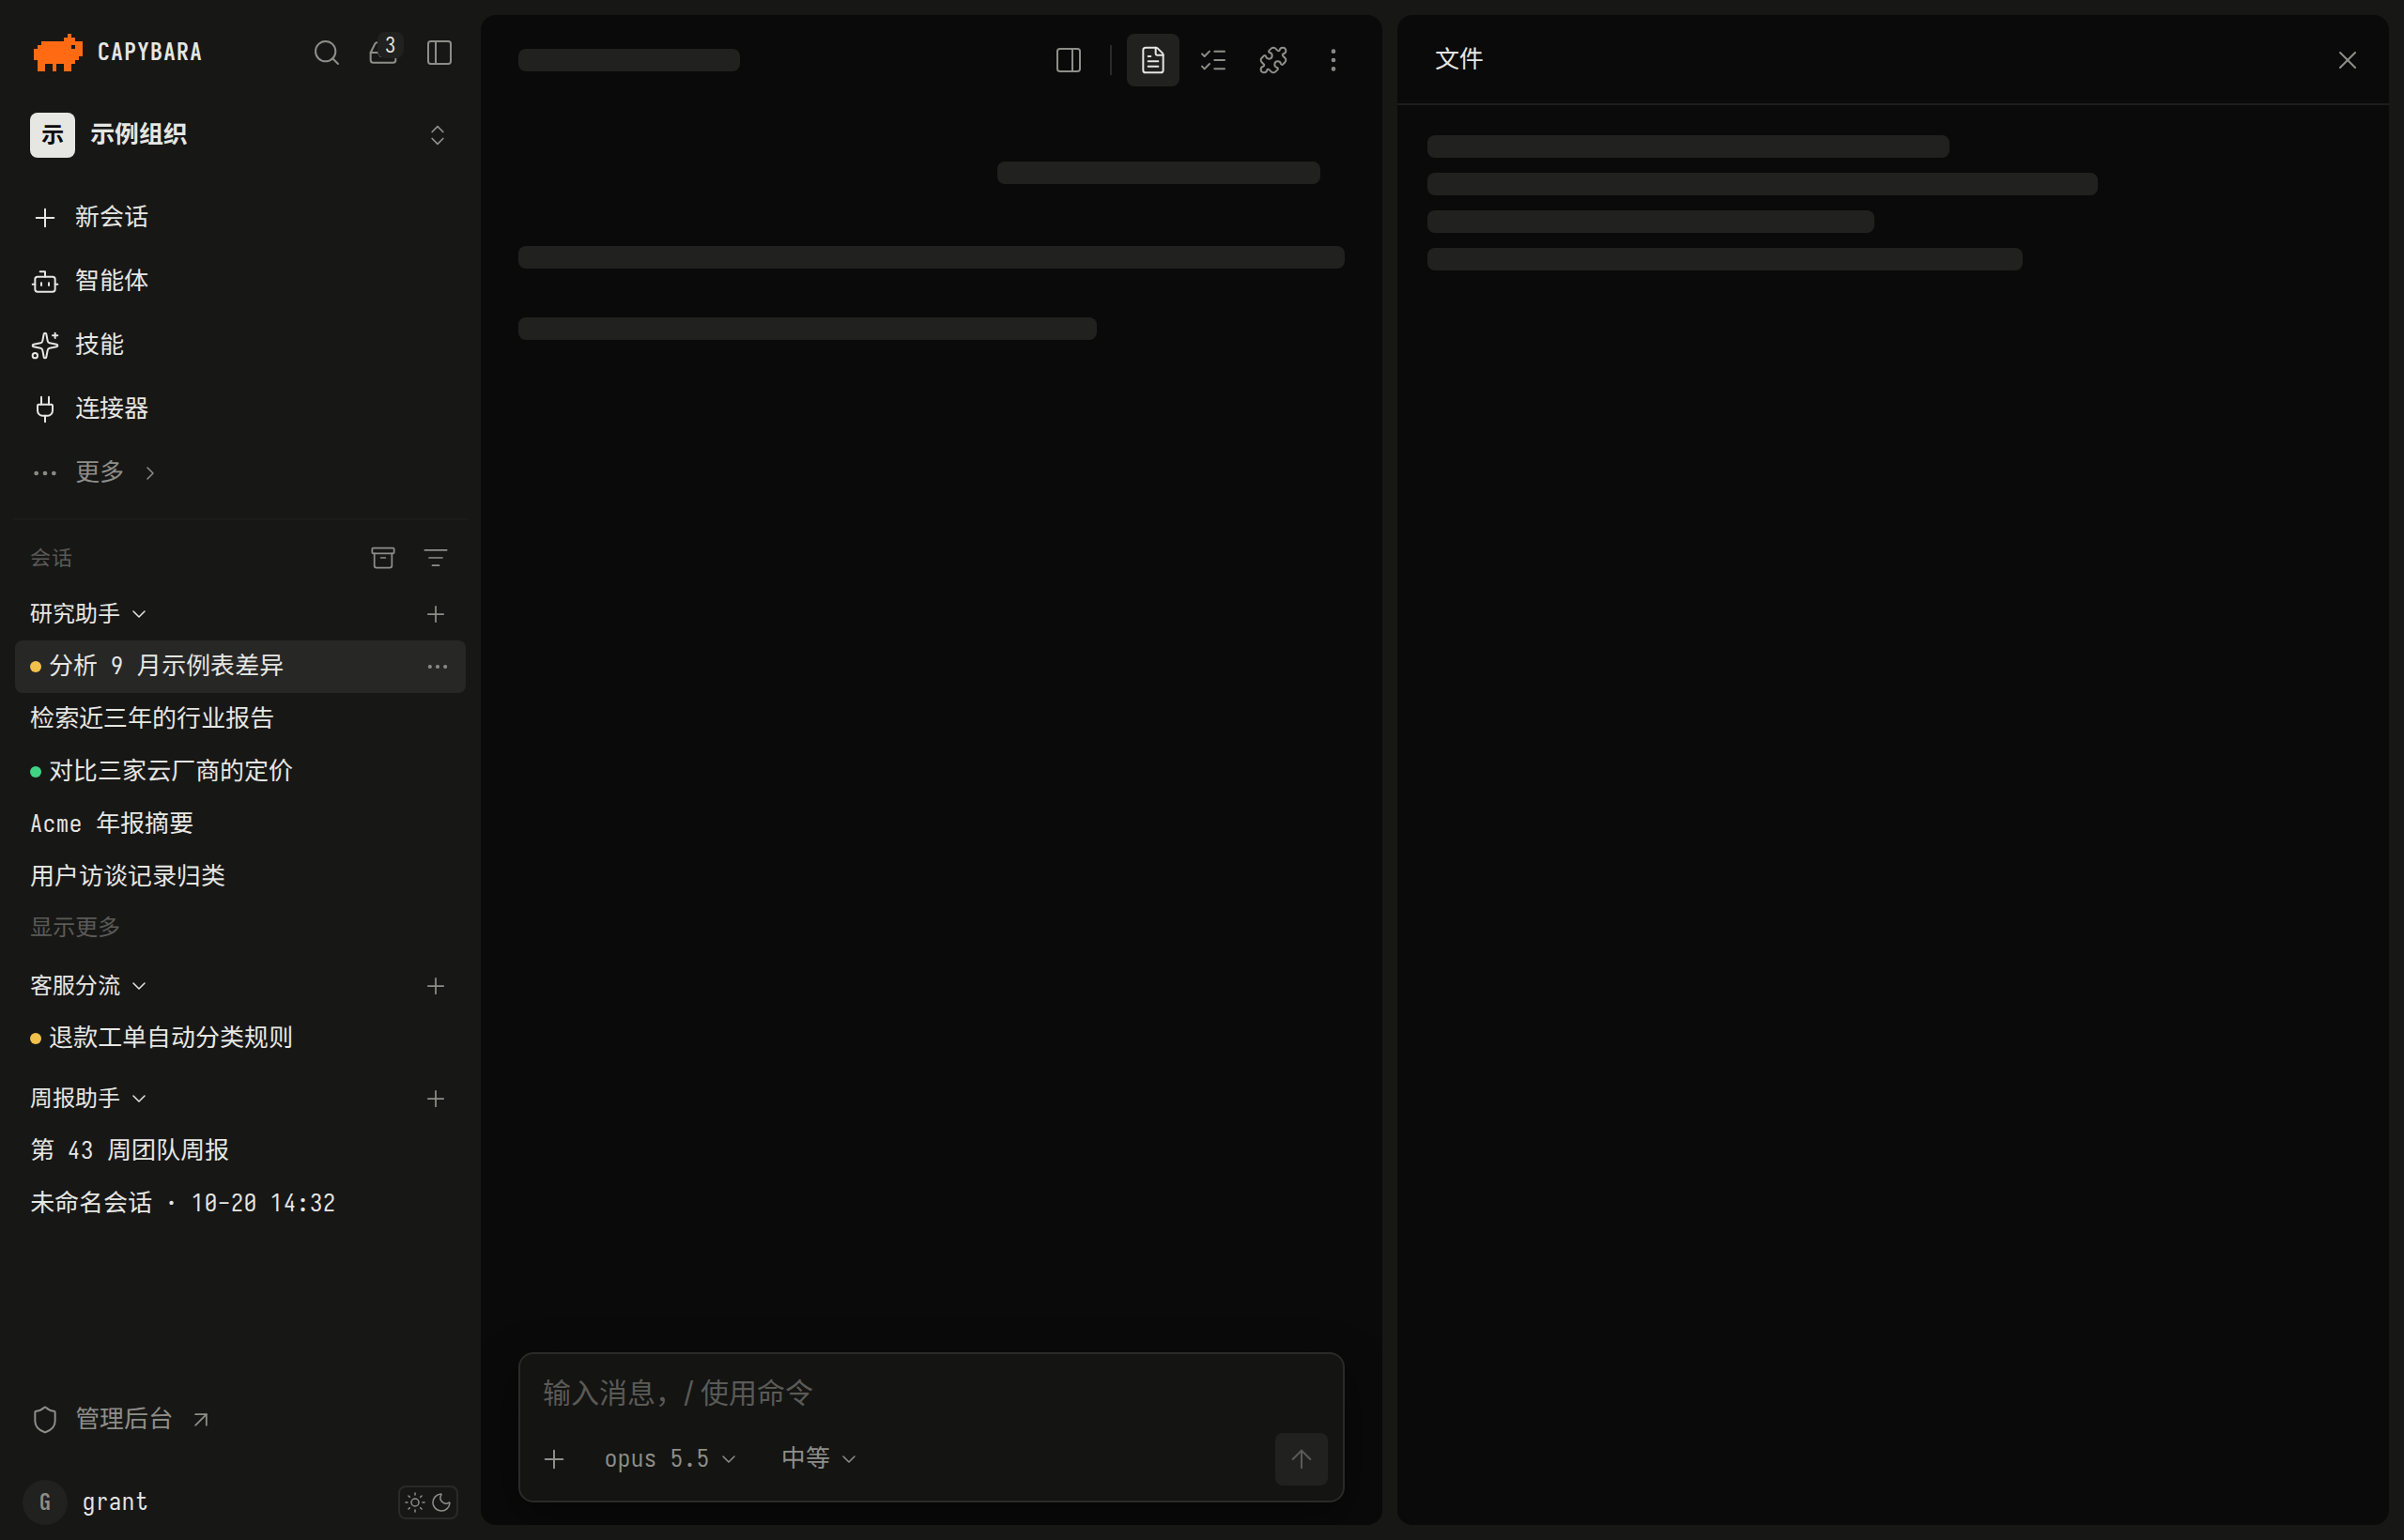 CAPYBARA
3
示 示例组织
新会话
智能体
技能
连接器
更多
会话
研究助手
分析 9 月示例表差异
检索近三年的行业报告
对比三家云厂商的定价
Acme 年报摘要
用户访谈记录归类
显示更多
客服分流
退款工单自动分类规则
周报助手
第 43 周团队周报
未命名会话 · 10-20 14:32
管理后台
G grant
输入消息，/ 使用命令
opus 5.5 中等
文件